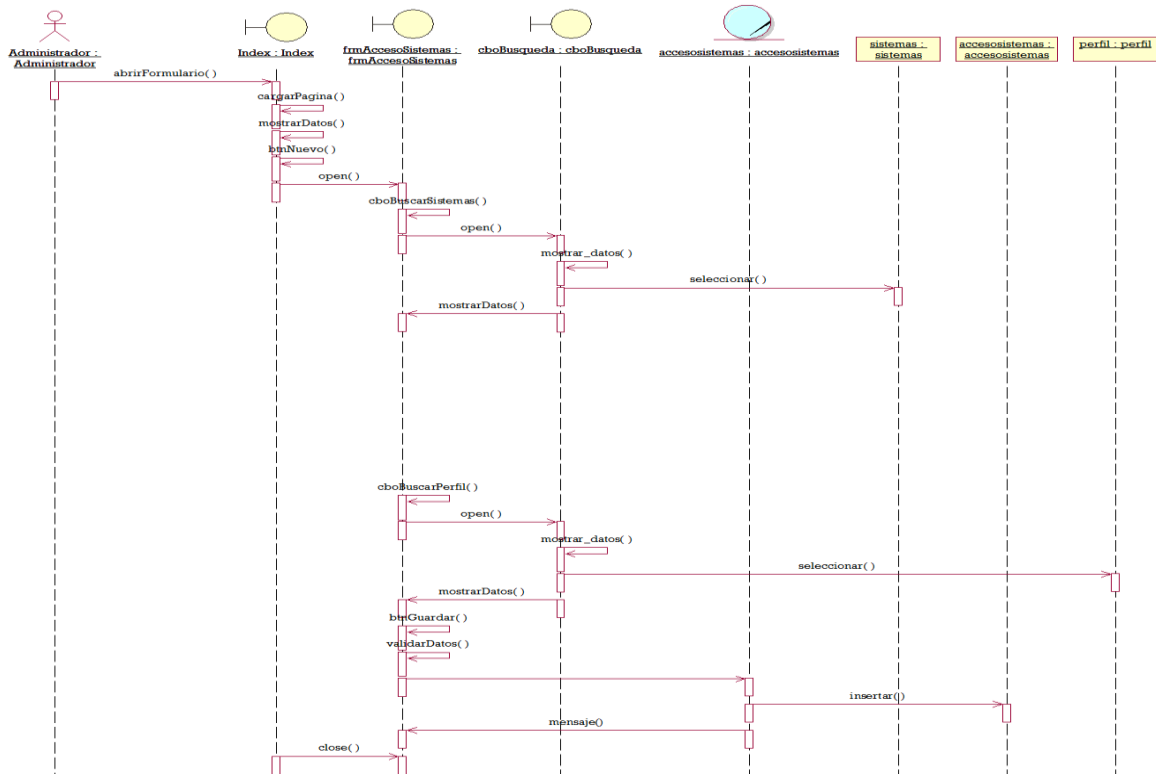 Administrador :
Administrador
Index : Index
frmAccesoSistemas :
frmAccesoSistemas
cboBusqueda : cboBusqueda
accesosistemas : accesosistemas
sistemas :
sistemas
accesosistemas :
accesosistemas
perfil : perfil
abrirFormulario( )
cargarPagina( )
mostrarDatos( )
btnNuevo( )
open( )
cboBuscarSistemas( )
open( )
mostrar_datos( )
seleccionar( )
mostrarDatos( )
cboBuscarPerfil( )
open( )
mostrar_datos( )
seleccionar( )
mostrarDatos( )
btnGuardar( )
validarDatos( )
insertar( )
mensaje()
close( )